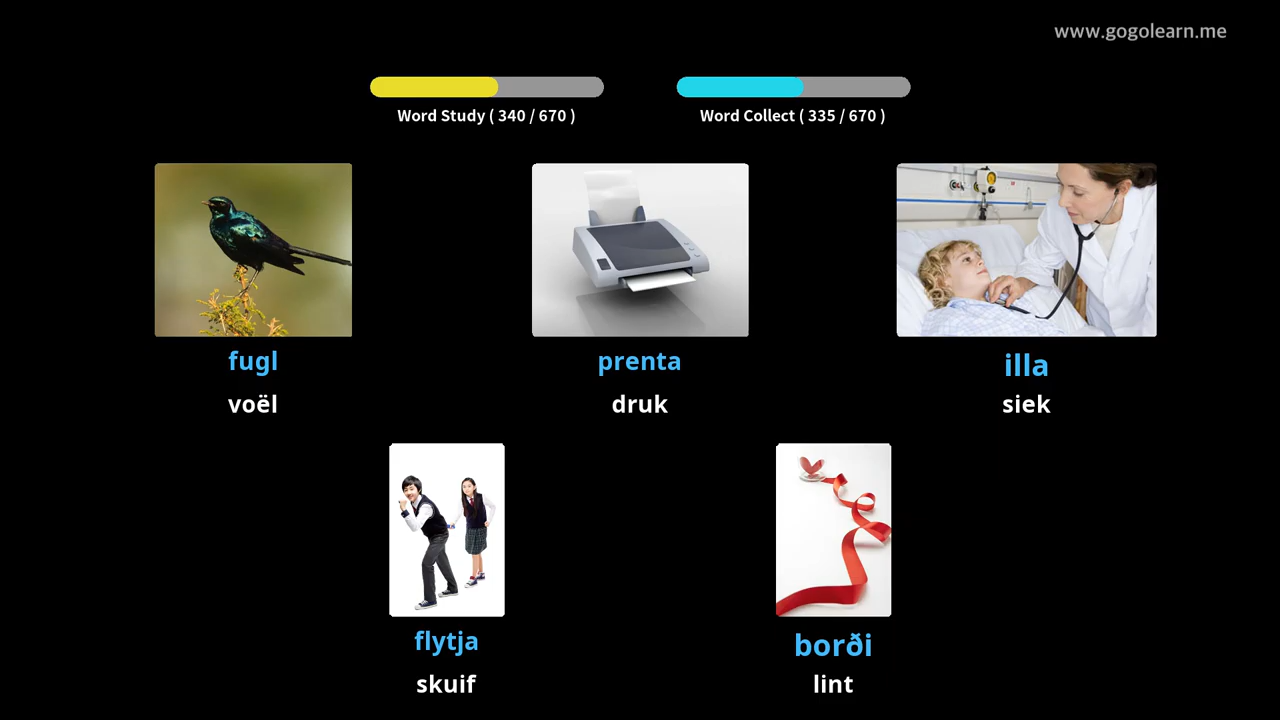 www.gogolearn.me
Word Study ( 340 / 670 )
Word Collect ( 335 / 670 )
fugl
prenta
illa
voël
druk
siek
flytja
borði
skuif
lint